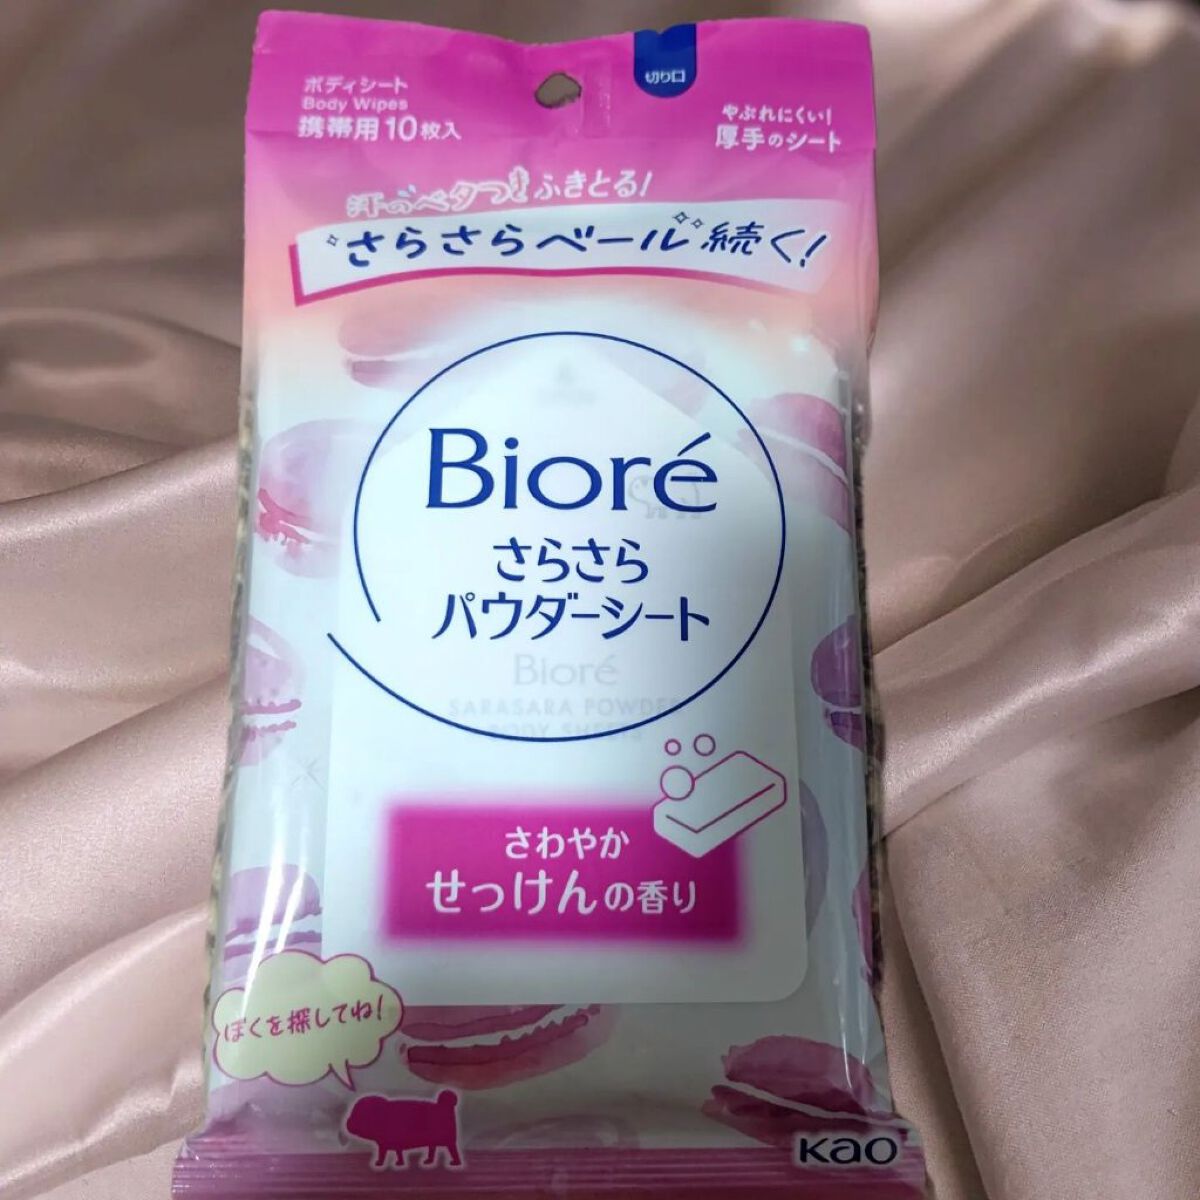 切り口
ボディシート
Body Wipes
携帯用10枚入
やぶれにくい!
厚手のシート
汗のベタつきふきとる!
"さらさらベール"続く!
Bioré
さらさら
パウダーシート
Bioré
SARASARA POWDER
BODY SHEETS
さわやか
せっけんの香り
ぼくを探してね!
Kao